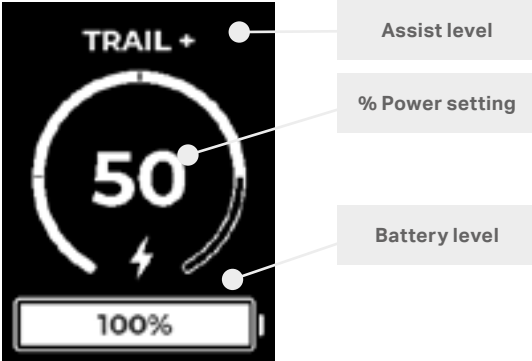 TRAIL +
Assist level
% Power setting
50
Battery level
100%